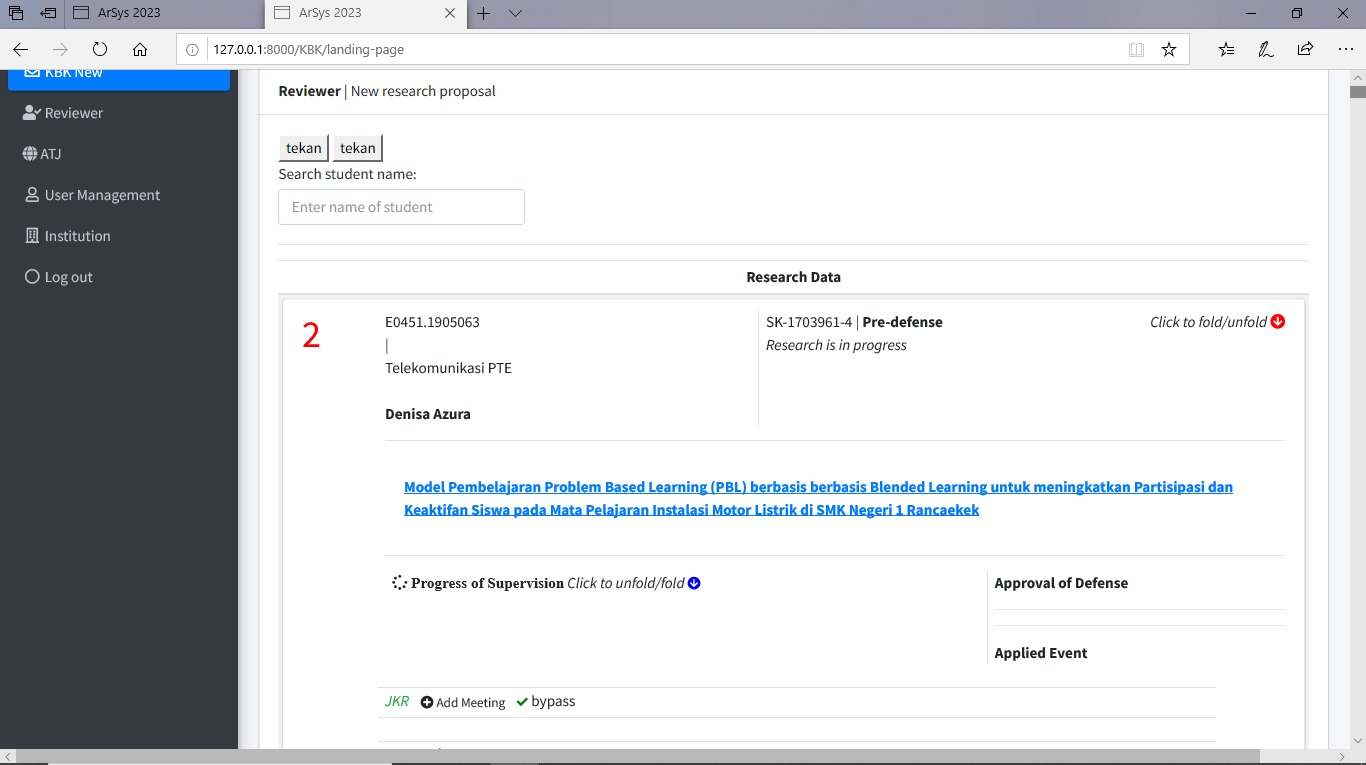 ArSys 2023
ArSys 2023
127.0.0.1:8000/KBK/landing-page
KBK New
Reviewer
ATJ
User Management
Institution
Log out
Reviewer | New research proposal
tekan tekan
Search student name:
Enter name of student
Research Data
2
E0451.1905063
|
Telekomunikasi PTE
Denisa Azura
SK-1703961-4 | Pre-defense
Research is in progress
Click to fold/unfold
Model Pembelajaran Problem Based Learning (PBL) berbasis berbasis Blended Learning untuk meningkatkan Partisipasi dan
Keaktifan Siswa pada Mata Pelajaran Instalasi Motor Listrik di SMK Negeri 1 Rancaekek
Progress of Supervision Click to unfold/fold
Approval of Defense
Applied Event
JKR Add Meeting bypass